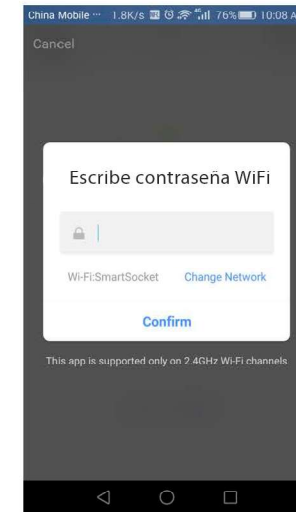 China Mobile ··· 1.8K/s 76% 10:08 A
Cancel
Escribe contraseña WiFi
Wi-Fi:SmartSocket Change Network
Confirm
This app is supported only on 2.4GHz Wi-Fi channels